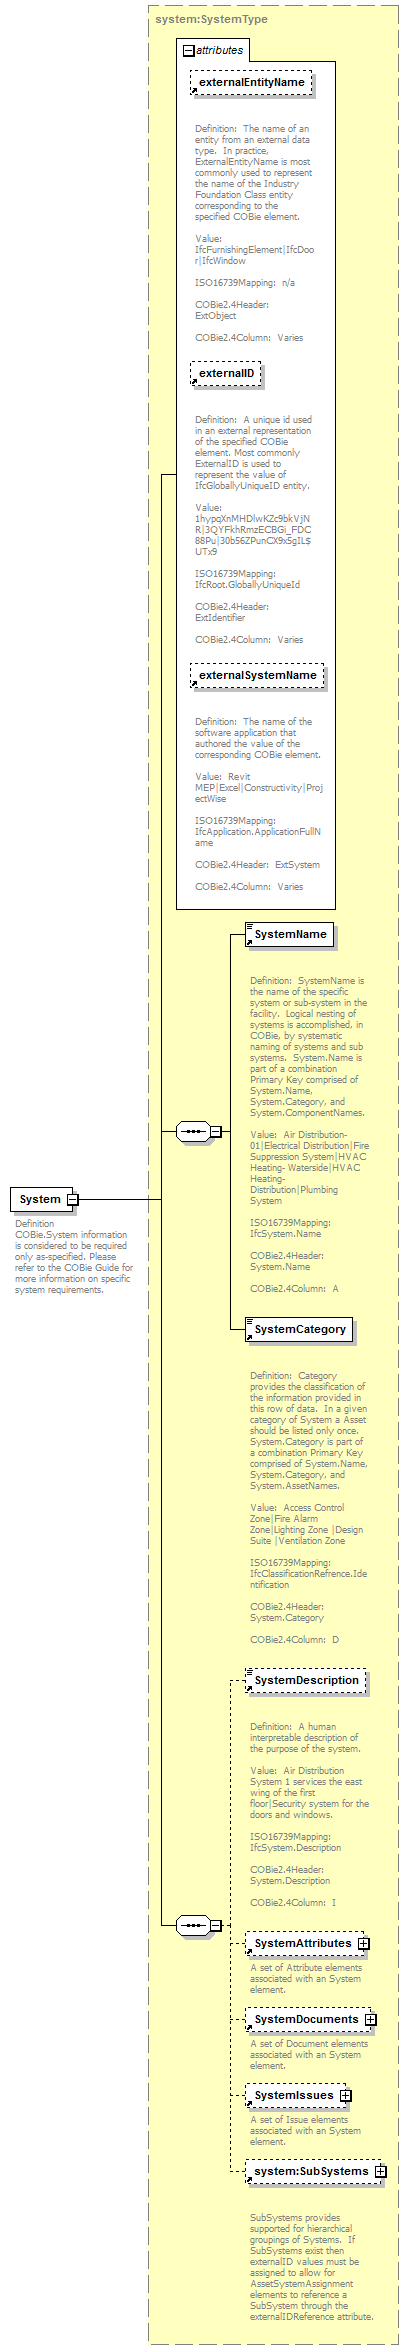 system:SystemType
attributes
externalEntityName
Definition:  The name of an
entity from an external data
type.  In practice,
ExternalEntityName is most
commonly used to represent
the name of the Industry
Foundation Class entity
corresponding to the
specified COBie element.
Value:
IfcFurnishingElement|IfcDoo
r|IfcWindow
ISO16739Mapping:  n/a
COBie2.4Header:
ExtObject
COBie2.4Column:  Varies
externalID
Definition:  A unique id used
in an external representation
of the specified COBie
element. Most commonly
ExternalID is used to
represent the value of
IfcGloballyUniqueID entity.
Value:
1hypqXnMHDlwKZc9bkVjN
R|3QYFkhRmzECBGi_FDC
88Pu|30b56ZPunCX9xSgIL$
UTx9
ISO16739Mapping:
IfcRoot.GloballyUniqueId
COBie2.4Header:
ExtIdentifier
COBie2.4Column:  Varies
externalSystemName
Definition:  The name of the
software application that
authored the value of the
corresponding COBie element.
Value:  Revit
MEP|Excel|Constructivity|Proj
ectWise
ISO16739Mapping:
IfcApplication.ApplicationFullN
ame
COBie2.4Header:  ExtSystem
COBie2.4Column:  Varies
SystemName
Definition:  SystemName is
the name of the specific
system or sub-system in the
facility.  Logical nesting of
systems is accomplished, in
COBie, by systematic
naming of systems and sub
systems.  System.Name is
part of a combination
Primary Key comprised of
System.Name,
System.Category, and
System.ComponentNames.
Value:  Air Distribution-
01|Electrical Distribution|Fire
Suppression System|HVAC
Heating- Waterside|HVAC
Heating-
Distribution|Plumbing
System
ISO16739Mapping:
IfcSystem.Name
COBie2.4Header:
System.Name
COBie2.4Column:  A
System
Definition
COBie.System information
is considered to be required
only as-specified. Please
refer to the COBie Guide for
more information on specific
system requirements.
SystemCategory
Definition:  Category
provides the classification of
the information provided in
this row of data.  In a given
category of System a Asset
should be listed only once.
System.Category is part of
a combination Primary Key
comprised of System.Name,
System.Category, and
System.AssetNames.
Value:  Access Control
Zone|Fire Alarm
Zone|Lighting Zone |Design
Suite |Ventilation Zone
ISO16739Mapping:
IfcClassificationRefrence.Ide
ntification
COBie2.4Header:
System.Category
COBie2.4Column:  D
SystemDescription
Definition:  A human
interpretable description of
the purpose of the system.
Value:  Air Distribution
System 1 services the east
wing of the first
floor|Security system for the
doors and windows.
ISO16739Mapping:
IfcSystem.Description
COBie2.4Header:
System.Description
COBie2.4Column:  I
SystemAttributes
A set of Attribute elements
associated with an System
element.
SystemDocuments
A set of Document elements
associated with an System
element.
SystemIssues
A set of Issue elements
associated with an System
element.
system:SubSystems
SubSystems provides
supported for hierarchical
groupings of Systems.  If
SubSystems exist then
externalID values must be
assigned to allow for
AssetSystemAssignment
elements to reference a
SubSystem through the
externalIDReference attribute.